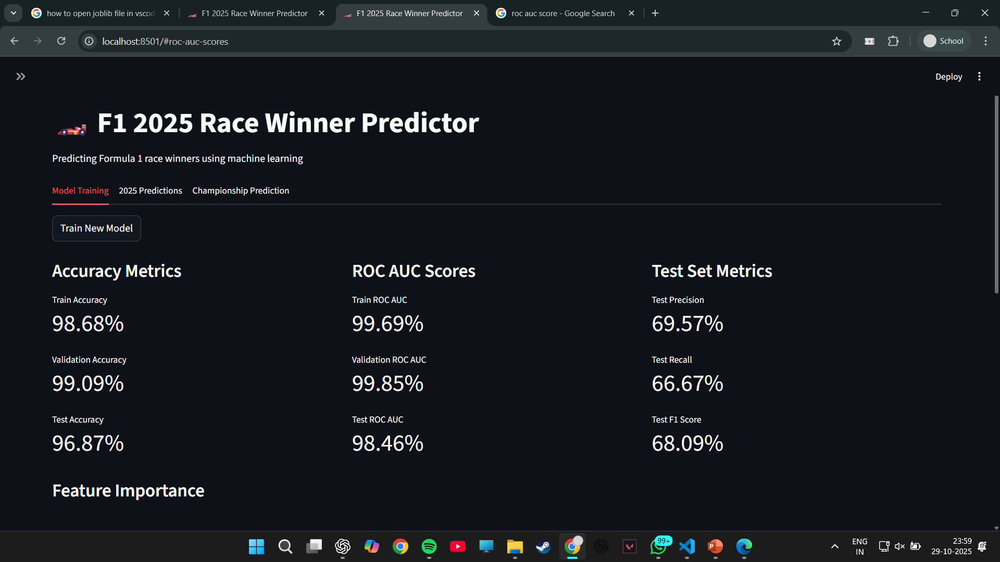 how to open joblib file in vscod
F1 2025 Race Winner Predictor
F1 2025 Race Winner Predictor
roc auc score - Google Search
localhost:8501/#roc-auc-scores
School
Deploy
F1 2025 Race Winner Predictor
Predicting Formula 1 race winners using machine learning
Model Training
2025 Predictions
Championship Prediction
Train New Model
Accuracy Metrics
Train Accuracy
98.68%
Validation Accuracy
99.09%
Test Accuracy
96.87%
ROC AUC Scores
Train ROC AUC
99.69%
Validation ROC AUC
99.85%
Test ROC AUC
98.46%
Test Set Metrics
Test Precision
69.57%
Test Recall
66.67%
Test F1 Score
68.09%
Feature Importance
99+
ENG
IN
23:59
29-10-2025